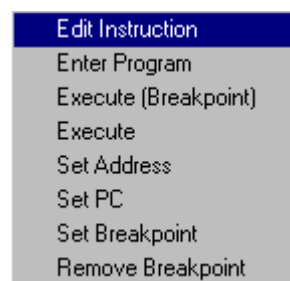 Edit Instruction
Enter Program
Execute (Breakpoint)
Execute
Set Address
Set PC
Set Breakpoint
Remove Breakpoint